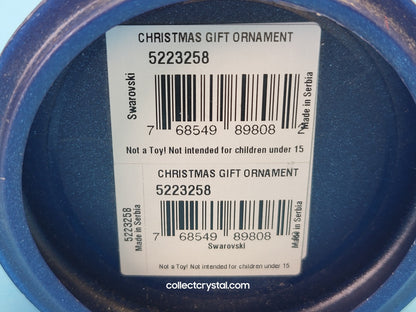 CHRISTMAS GIFT ORNAMENT
5223258
Swarovski
Made in Serbia
7 68549 89808
Not a Toy! Not intended for children under 15
CHRISTMAS GIFT ORNAMENT
5223258
5223258
Made in Serbia
Made in Serbia
7 68549 89808
Swarovski
Not a Toy! Not intended for children under 15
collectcrystal.com